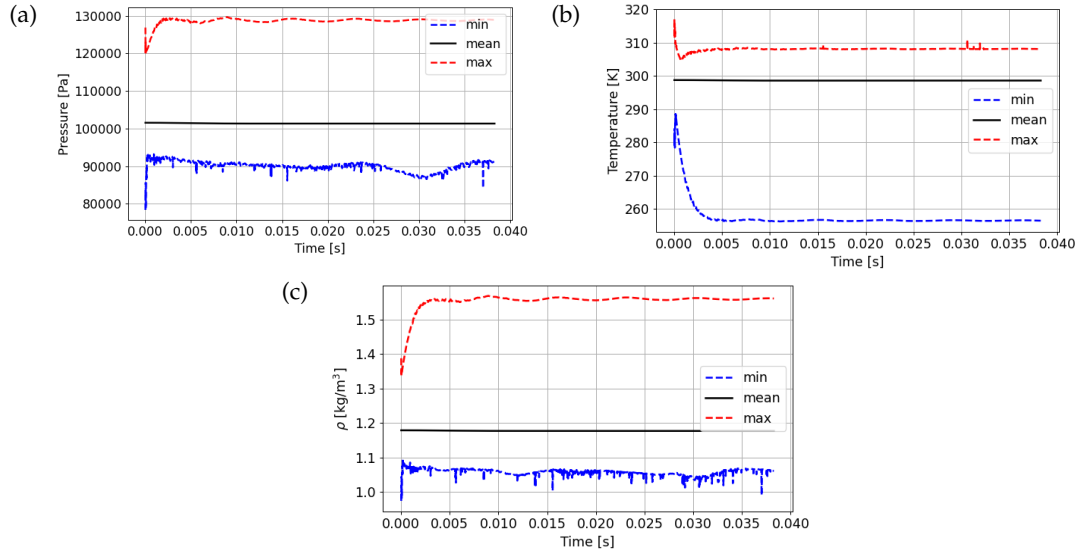 (a)
130000
120000
110000
100000
90000
80000
Pressure [Pa]
min
mean
max
0.000 0.005 0.010 0.015 0.020 0.025 0.030 0.035 0.040
Time [s]
(b)
320
310
300
290
280
270
260
Temperature [K]
min
mean
max
0.000 0.005 0.010 0.015 0.020 0.025 0.030 0.035 0.040
Time [s]
(c)
1.5
1.4
1.3
1.2
1.1
1.0
ρ [kg/m³]
min
mean
max
0.000 0.005 0.010 0.015 0.020 0.025 0.030 0.035 0.040
Time [s]